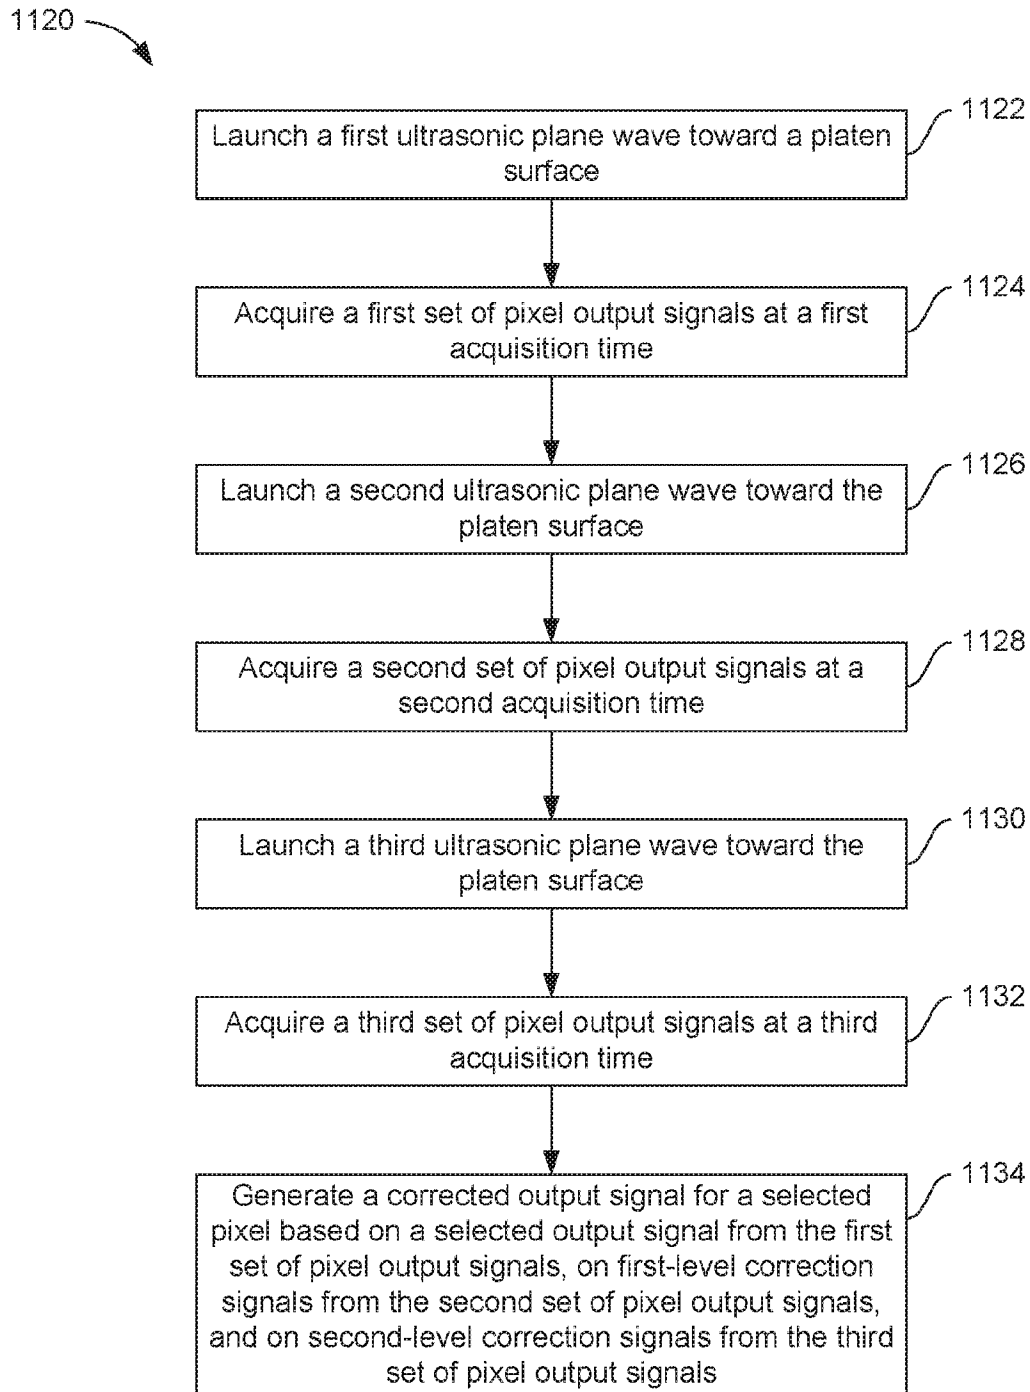 1120
1122
Launch a first ultrasonic plane wave toward a platen
surface
1124
Acquire a first set of pixel output signals at a first
acquisition time
1126
Launch a second ultrasonic plane wave toward the
platen surface
1128
Acquire a second set of pixel output signals at a
second acquisition time
1130
Launch a third ultrasonic plane wave toward the
platen surface
1132
Acquire a third set of pixel output signals at a third
acquisition time
1134
Generate a corrected output signal for a selected
pixel based on a selected output signal from the first
set of pixel output signals, on first-level correction
signals from the second set of pixel output signals,
and on second-level correction signals from the third
set of pixel output signals